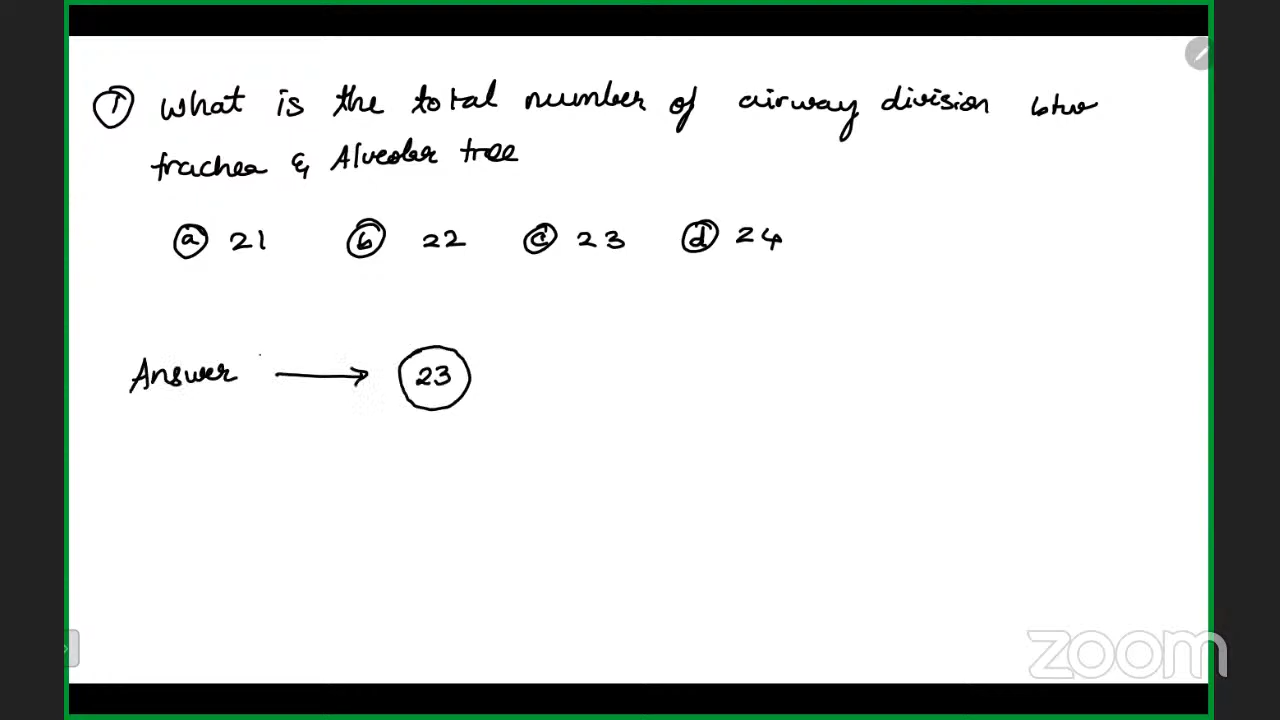 ① What is the total number of airway division btw
trachea & Alveolar tree
ⓐ 21 ⓑ 22 ⓒ 23 ⓓ 24
Answer → 23
zoom